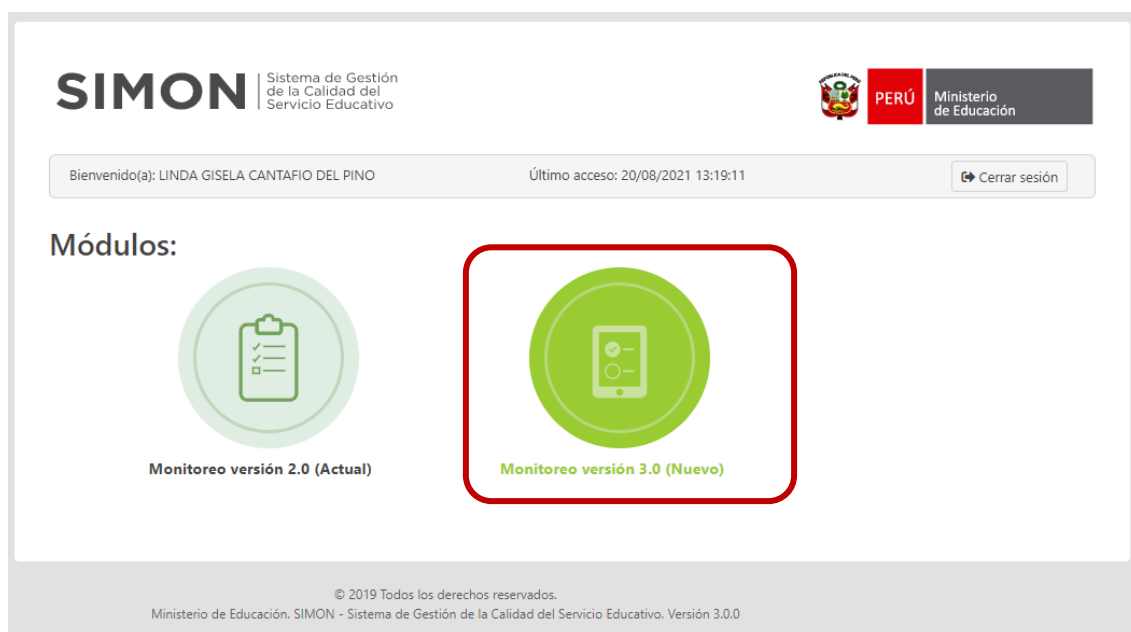 SIMON
Sistema de Gestión
de la Calidad del
Servicio Educativo
PERÚ
Ministerio
de Educación
Bienvenido(a): LINDA GISELA CANTAFIO DEL PINO
Último acceso: 20/08/2021 13:19:11
Cerrar sesión
Módulos:
Monitoreo versión 2.0 (Actual)
Monitoreo versión 3.0 (Nuevo)
© 2019 Todos los derechos reservados.
Ministerio de Educación. SIMON - Sistema de Gestión de la Calidad del Servicio Educativo. Versión 3.0.0